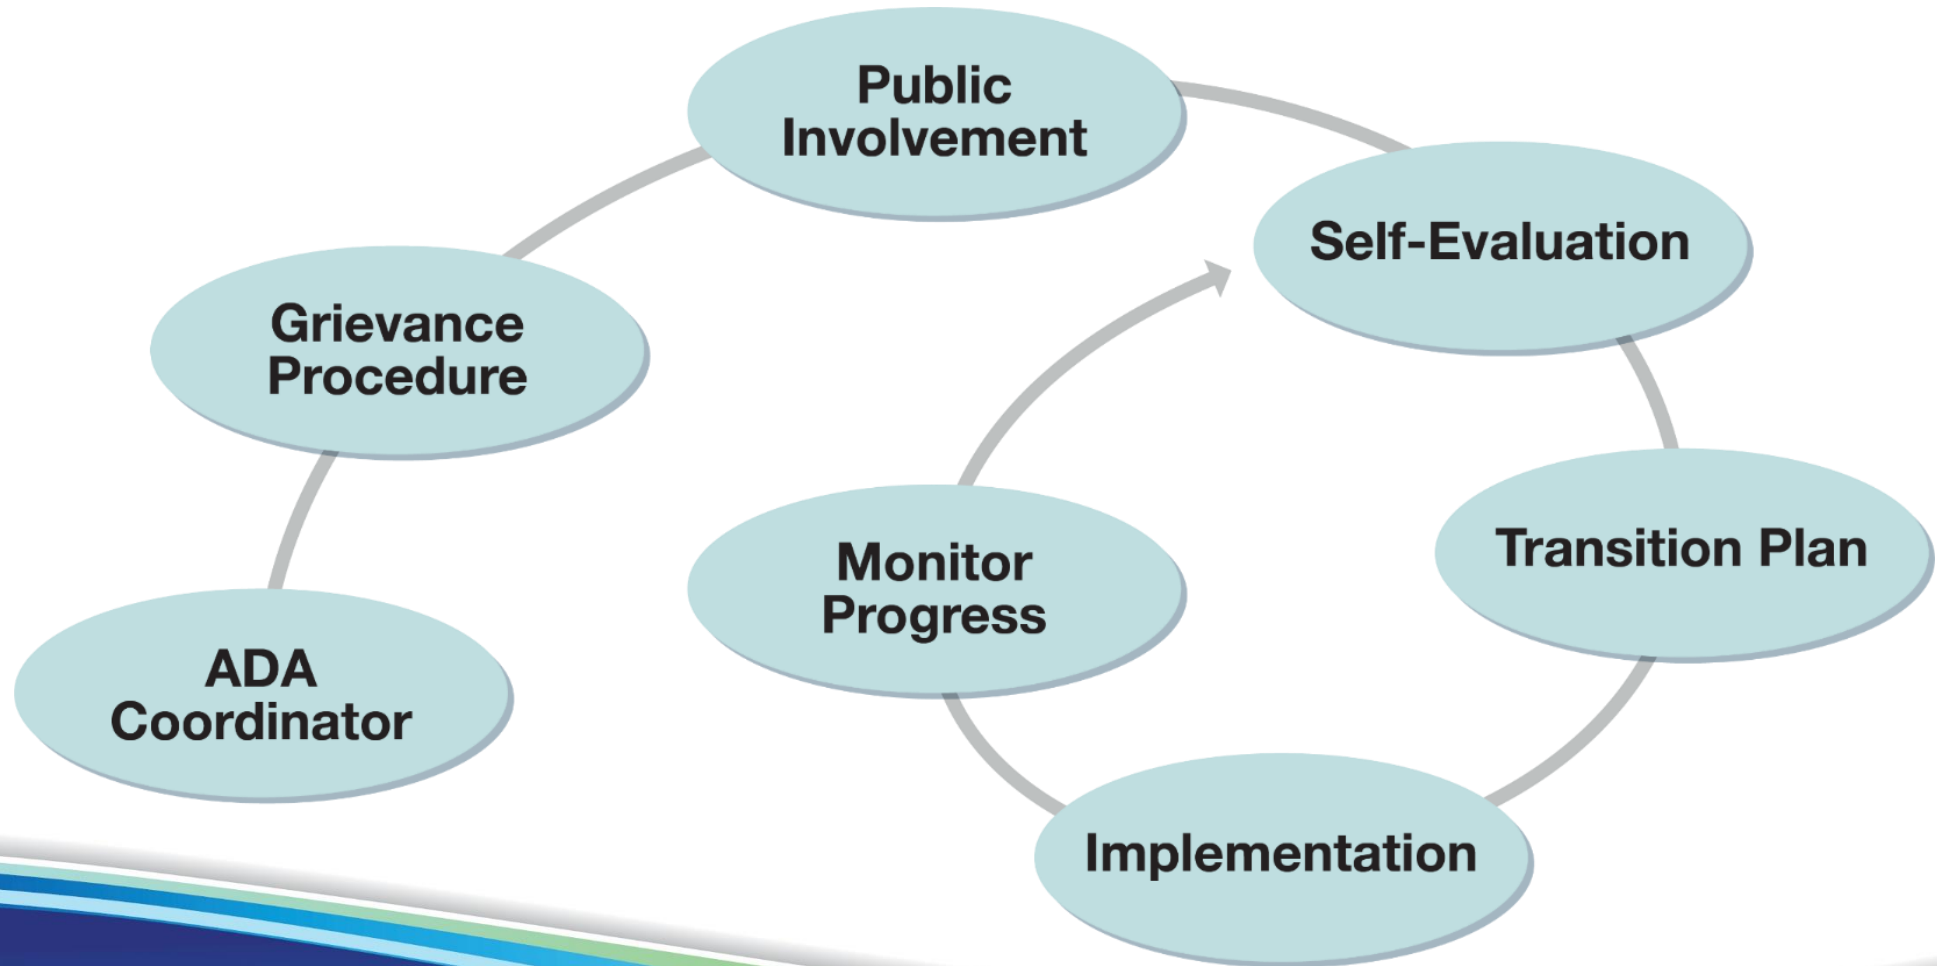 Public
Involvement
Self-Evaluation
Grievance
Procedure
Transition Plan
Monitor
Progress
ADA
Coordinator
Implementation